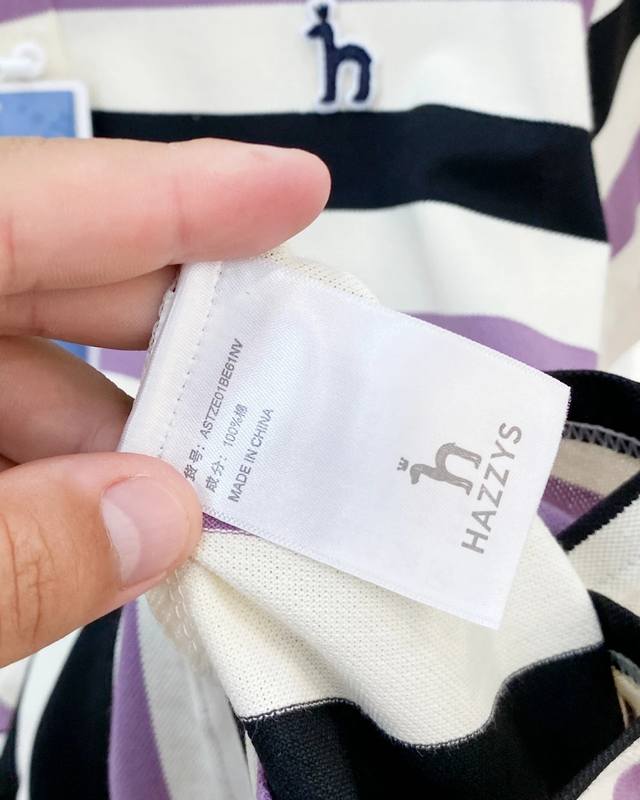 货号: ASTZE01BE61NV
成分: 100%棉
MADE IN CHINA
HAZZYS